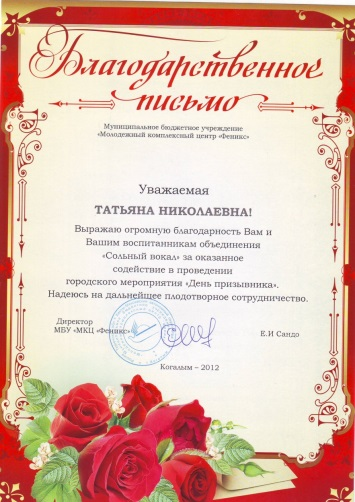 Благодарственное
письмо
Муниципальное бюджетное учреждение
«Молодежный комплексный центр «Феникс»
Уважаемая
ТАТЬЯНА НИКОЛАЕВНА!
Выражаю огромную благодарность Вам и
Вашим воспитанникам объединения
«Сольный вокал» за оказанное
содействие в проведении
городского мероприятия «День призывника».
Надеюсь на дальнейшее плодотворное сотрудничество.
Директор
МБУ «МКЦ «Феникс»
Е.И Сандо
Когалым – 2012